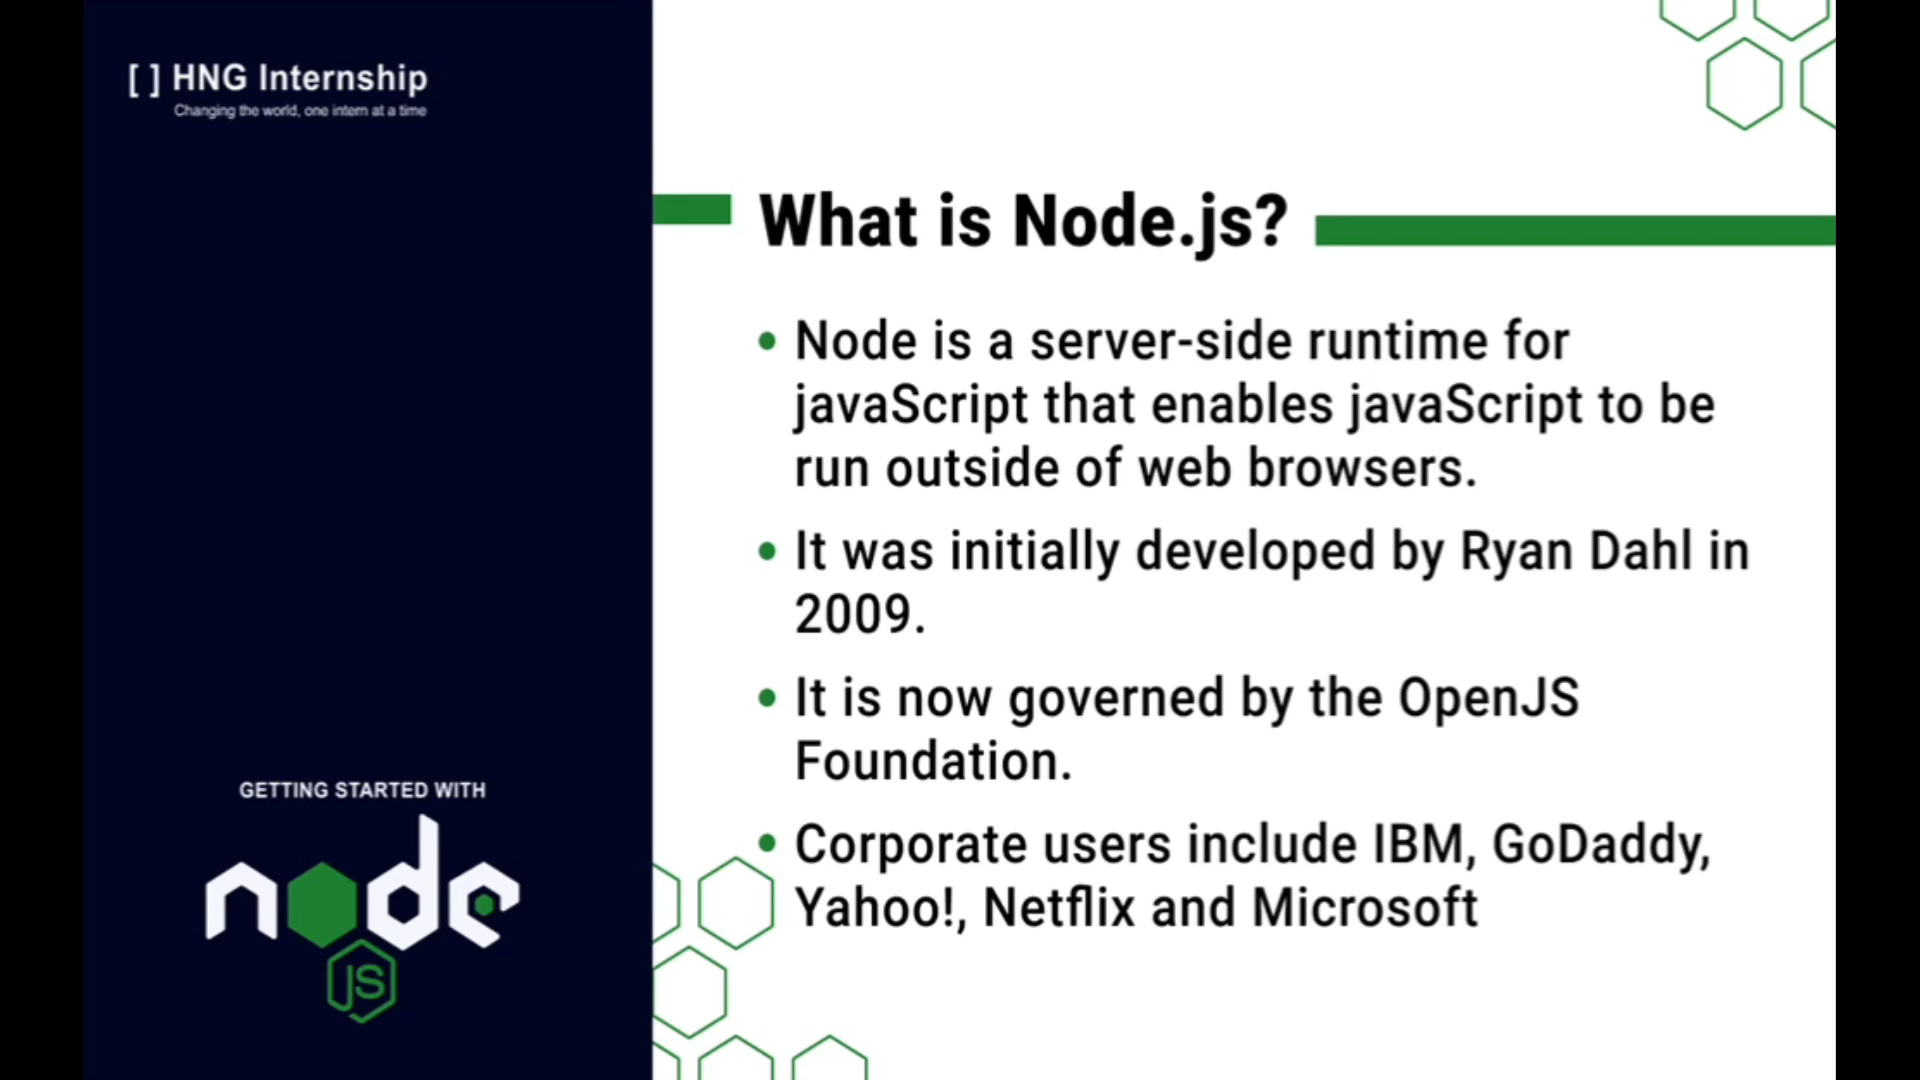 [ ] HNG Internship
Changing the world, one intern at a time
What is Node.js?
• Node is a server-side runtime for
javaScript that enables javaScript to be
run outside of web browsers.
• It was initially developed by Ryan Dahl in
2009.
• It is now governed by the OpenJS
Foundation.
• Corporate users include IBM, GoDaddy,
Yahoo!, Netflix and Microsoft
GETTING STARTED WITH
node
JS